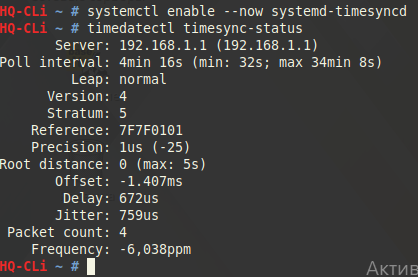 HQ-CLi ~ # systemctl enable --now systemd-timesyncd
HQ-CLi ~ # timedatectl timesync-status
Server: 192.168.1.1 (192.168.1.1)
Poll interval: 4min 16s (min: 32s; max 34min 8s)
Leap: normal
Version: 4
Stratum: 5
Reference: 7F7F0101
Precision: 1us (-25)
Root distance: 0 (max: 5s)
Offset: -1.407ms
Delay: 672us
Jitter: 759us
Packet count: 4
Frequency: -6,038ppm
HQ-CLi ~ #
Актив